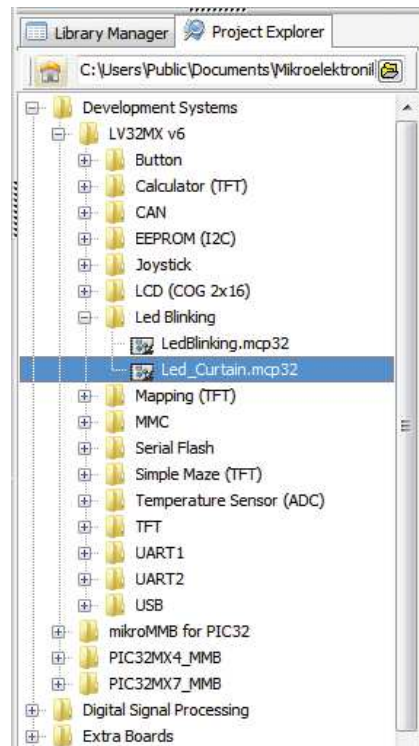 Library Manager Project Explorer
C:\Users\Public\Documents\Mikroelektronil
Development Systems
LV32MX v6
Button
Calculator (TFT)
CAN
EEPROM (I2C)
Joystick
LCD (COG 2x16)
Led Blinking
LedBlinking.mcp32
Led_Curtain.mcp32
Mapping (TFT)
MMC
Serial Flash
Simple Maze (TFT)
Temperature Sensor (ADC)
TFT
UART1
UART2
USB
mikroMMB for PIC32
PIC32MX4_MMB
PIC32MX7_MMB
Digital Signal Processing
Extra Boards